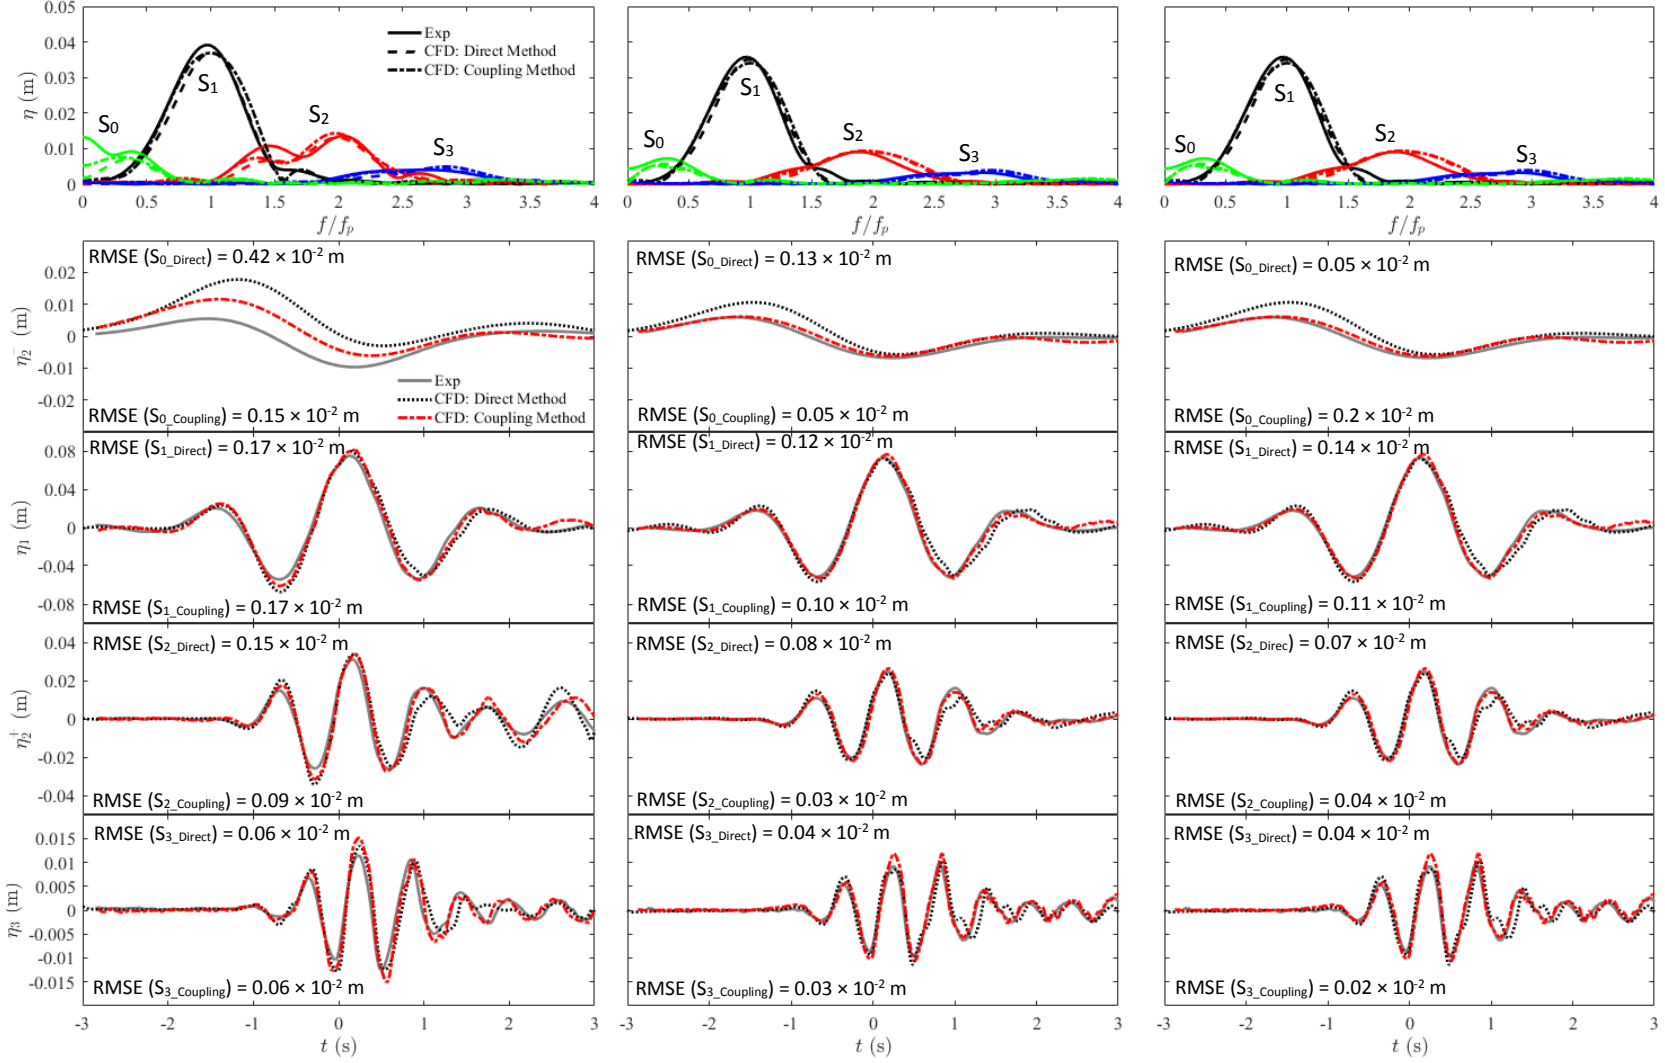 0.05
0.04
0.03
0.02
0.01
0
η (m)
Exp
CFD: Direct Method
CFD: Coupling Method
S0
S1
S2
S3
0 0.5 1 1.5 2 2.5 3 3.5 4
f/fp
S0
S1
S2
S3
0 0.5 1 1.5 2 2.5 3 3.5 4
f/fp
S0
S1
S2
S3
0 0.5 1 1.5 2 2.5 3 3.5 4
f/fp
RMSE (S0_Direct) = 0.42 × 10-2 m
RMSE (S0_Direct) = 0.13 × 10-2 m
RMSE (S0_Direct) = 0.05 × 10-2 m
0.02
0.01
0
-0.01
-0.02
η2− (m)
Exp
CFD: Direct Method
CFD: Coupling Method
RMSE (S0_Coupling) = 0.15 × 10-2 m
RMSE (S0_Coupling) = 0.05 × 10-2 m
RMSE (S0_Coupling) = 0.2 × 10-2 m
RMSE (S1_Direct) = 0.17 × 10-2 m
RMSE (S1_Direct) = 0.12 × 10-2 m
RMSE (S1_Direct) = 0.14 × 10-2 m
0.08
0.04
0
-0.04
-0.08
η1 (m)
RMSE (S1_Coupling) = 0.17 × 10-2 m
RMSE (S1_Coupling) = 0.10 × 10-2 m
RMSE (S1_Coupling) = 0.11 × 10-2 m
RMSE (S2_Direct) = 0.15 × 10-2 m
RMSE (S2_Direct) = 0.08 × 10-2 m
RMSE (S2_Direc) = 0.07 × 10-2 m
0.04
0.02
0
-0.02
-0.04
η2+ (m)
RMSE (S2_Coupling) = 0.09 × 10-2 m
RMSE (S2_Coupling) = 0.03 × 10-2 m
RMSE (S2_Coupling) = 0.04 × 10-2 m
RMSE (S3_Direct) = 0.06 × 10-2 m
RMSE (S3_Direct) = 0.04 × 10-2 m
RMSE (S3_Direct) = 0.04 × 10-2 m
0.015
0.01
0.005
0
-0.005
-0.01
-0.015
η3 (m)
RMSE (S3_Coupling) = 0.06 × 10-2 m
RMSE (S3_Coupling) = 0.03 × 10-2 m
RMSE (S3_Coupling) = 0.02 × 10-2 m
-3 -2 -1 0 1 2 3
t (s)
-3 -2 -1 0 1 2 3
t (s)
-3 -2 -1 0 1 2 3
t (s)